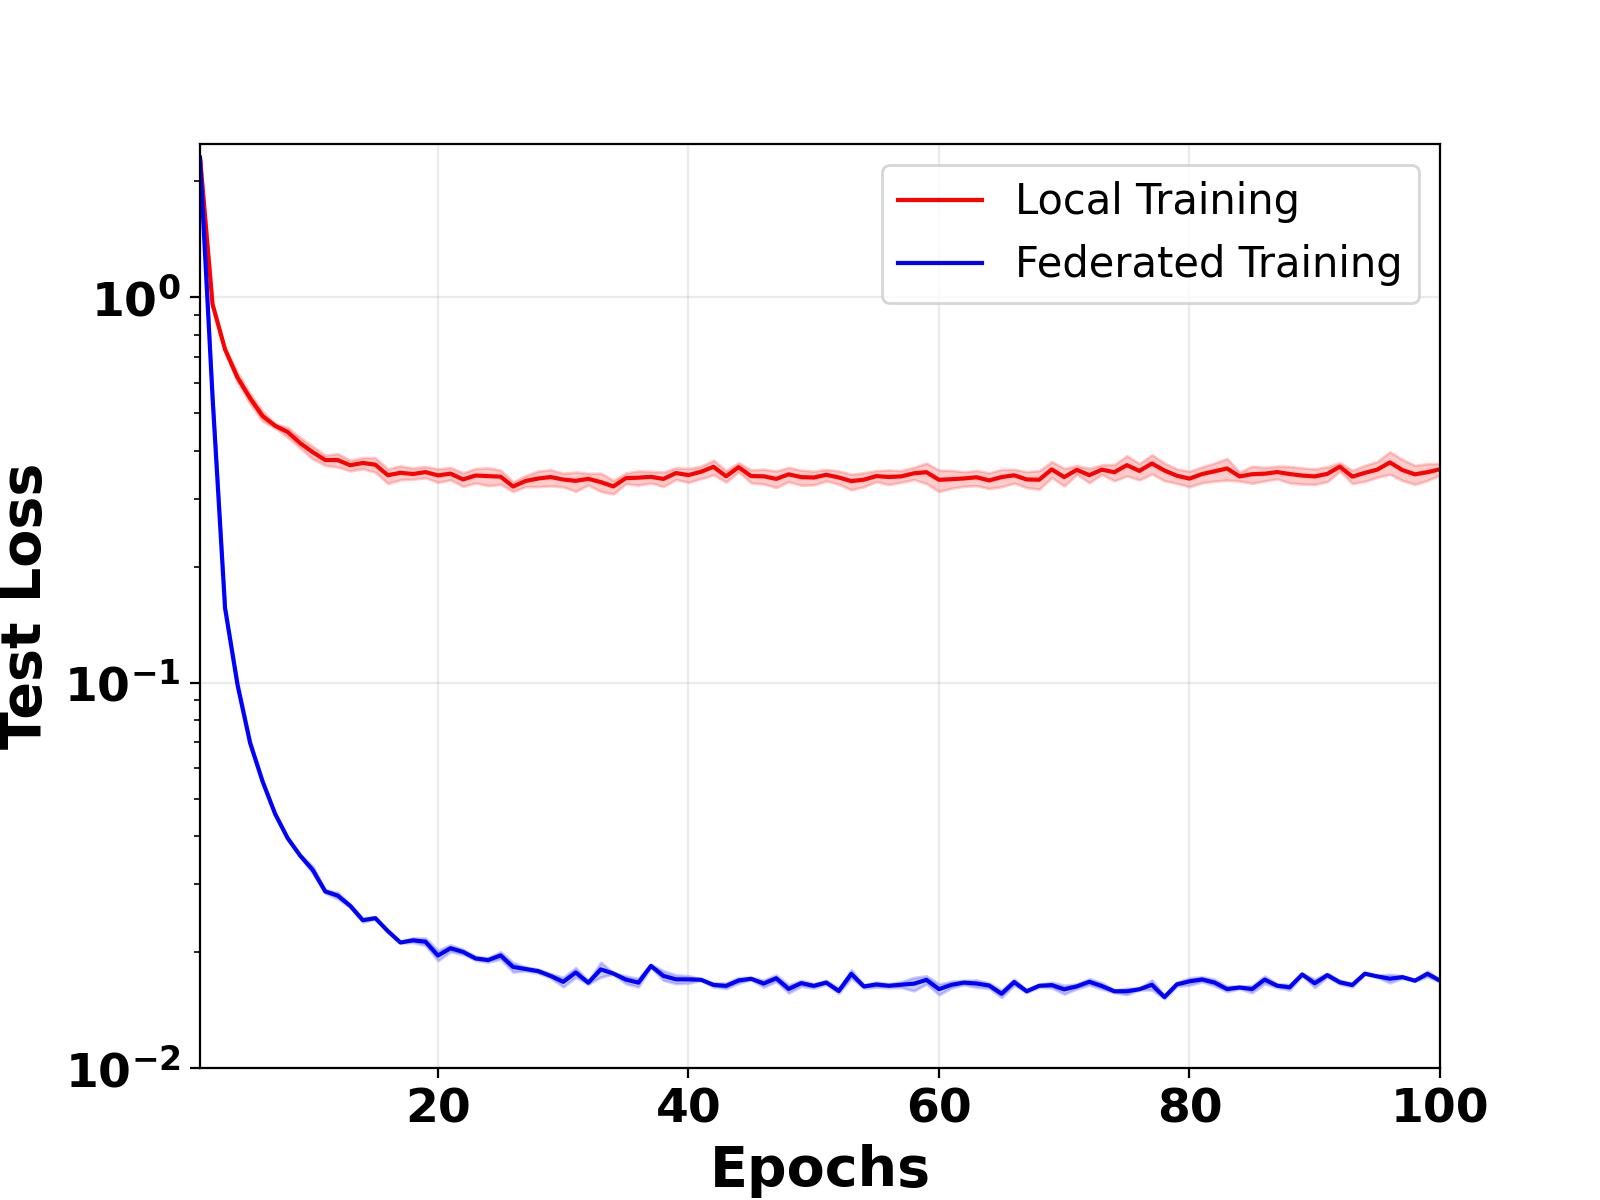 Local Training
Federated Training
10⁰
10⁻¹
10⁻²
Test Loss
20 40 60 80 100
Epochs